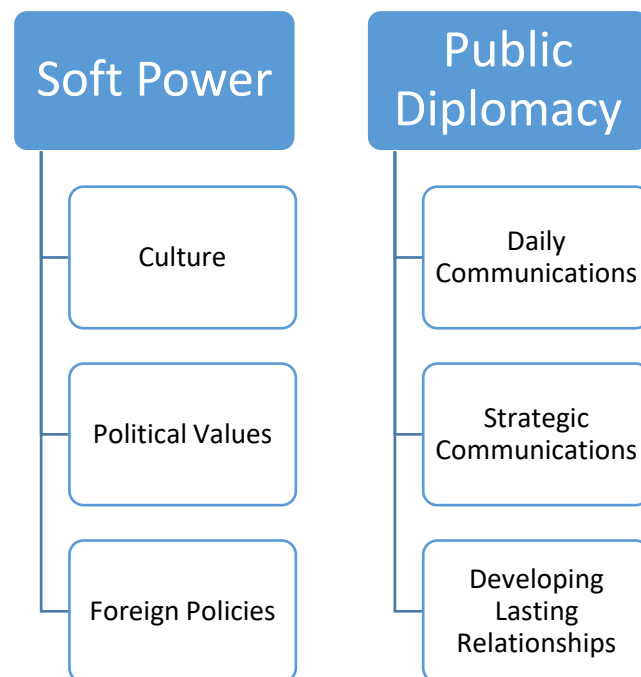 Soft Power
Culture
Political Values
Foreign Policies
Public
Diplomacy
Daily
Communications
Strategic
Communications
Developing
Lasting
Relationships